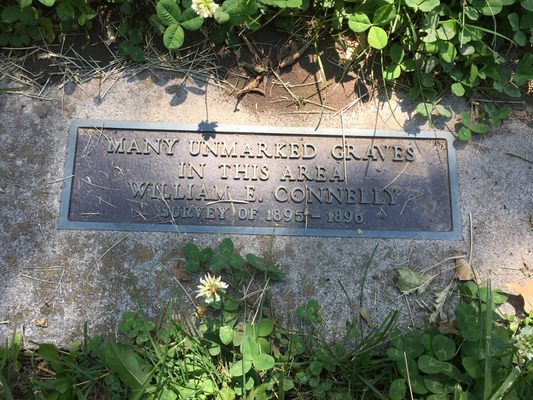 MANY UNMARKED GRAVES
IN THIS AREA
WILLIAM E. CONNELLY
SURVEY OF 1895 - 1896